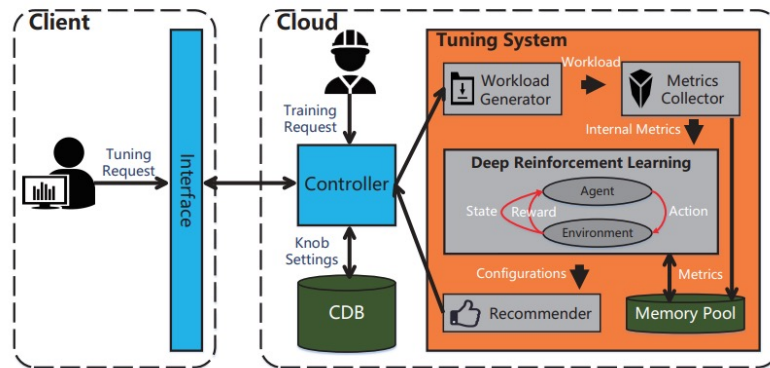 Client
Cloud
Tuning System
Workload
Workload
Generator
Metrics
Collector
Training
Request
Internal Metrics
Tuning
Request
Interface
Controller
Deep Reinforcement Learning
Agent
State
Reward
Action
Environment
Knob
Settings
Configurations
Metrics
CDB
Recommender
Memory Pool